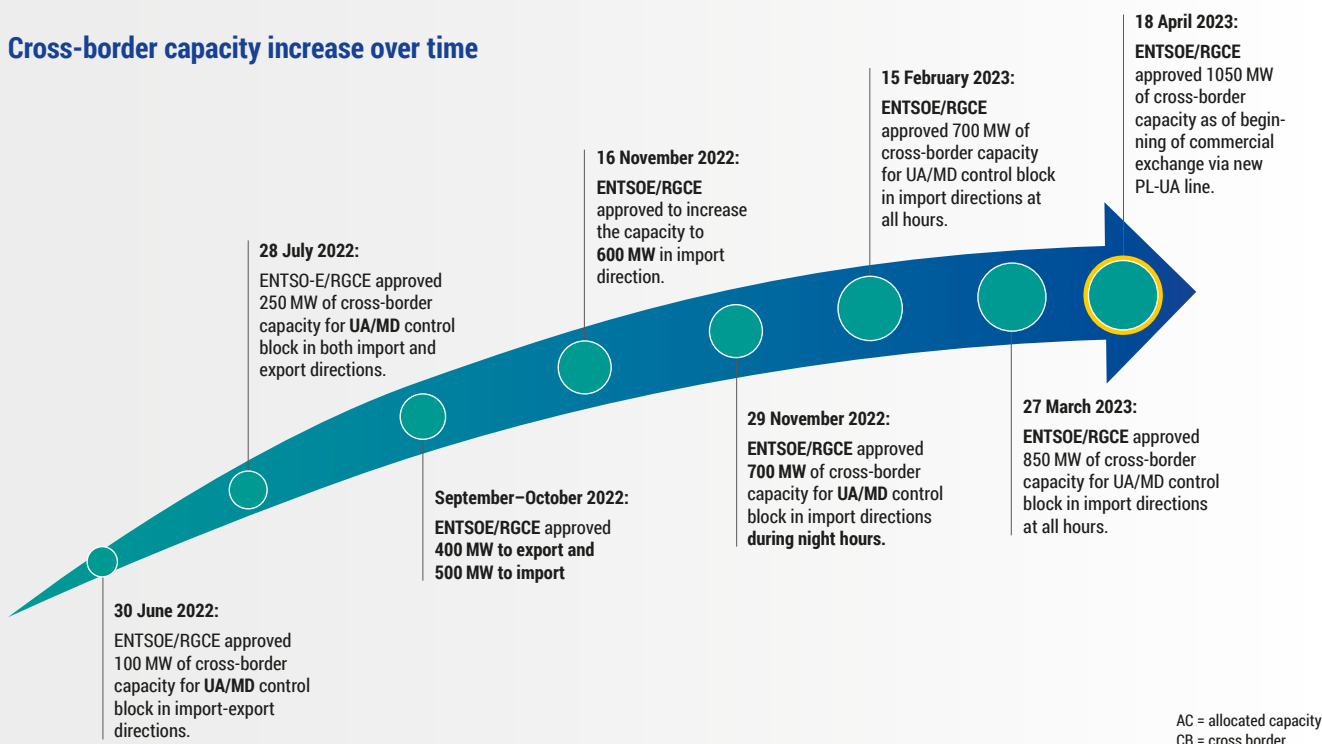 Cross-border capacity increase over time
30 June 2022:
ENTSOE/RGCE approved
100 MW of cross-border
capacity for UA/MD control
block in import-export
directions.
28 July 2022:
ENTSO-E/RGCE approved
250 MW of cross-border
capacity for UA/MD control
block in both import and
export directions.
September–October 2022:
ENTSOE/RGCE approved
400 MW to export and
500 MW to import
16 November 2022:
ENTSOE/RGCE
approved to increase
the capacity to
600 MW in import
direction.
29 November 2022:
ENTSOE/RGCE approved
700 MW of cross-border
capacity for UA/MD control
block in import directions
during night hours.
15 February 2023:
ENTSOE/RGCE
approved 700 MW of
cross-border capacity
for UA/MD control block
in import directions at
all hours.
27 March 2023:
ENTSOE/RGCE approved
850 MW of cross-border
capacity for UA/MD control
block in import directions
at all hours.
18 April 2023:
ENTSOE/RGCE
approved 1050 MW
of cross-border
capacity as of begin-
ning of commercial
exchange via new
PL-UA line.
AC = allocated capacity
CB = cross border